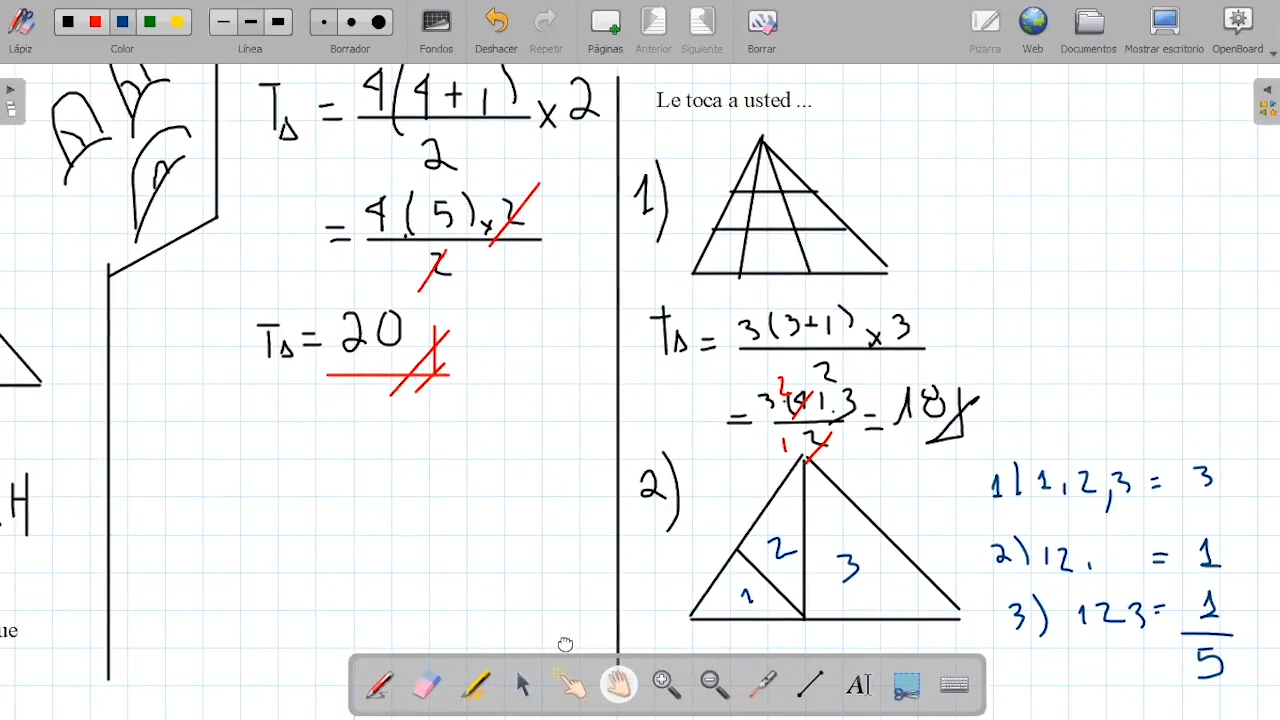 Lápiz Color Línea Borrador Fondos Deshacer Repetir Páginas Anterior Siguiente Borrar Pizarra Web Documentos Mostrar escritorio OpenBoard
T△ = 4(4+1) x 2
2
= 4.(5) x 2
2
T△ = 20
H
ue
Le toca a usted ...
1)
T△ = 3(3+1) x 3
2
= 3.(4).3 = 18
2
2 1
2)
1 2 3
1) 1, 2, 3 = 3
2) 12. = 1
3) 123 = 1
5
AI